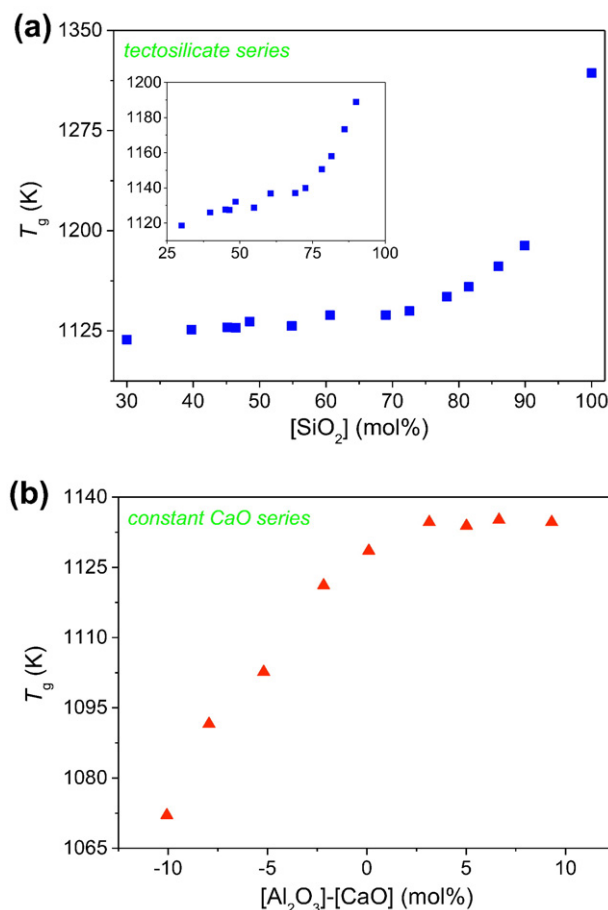 (a)
tectosilicate series
1350
1275
1200
1125
T_g (K)
1200
1180
1160
1140
1120
25 50 75 100
30 40 50 60 70 80 90 100
[SiO₂] (mol%)
(b)
constant CaO series
1140
1125
1110
1095
1080
1065
T_g (K)
-10 -5 0 5 10
[Al₂O₃]-[CaO] (mol%)